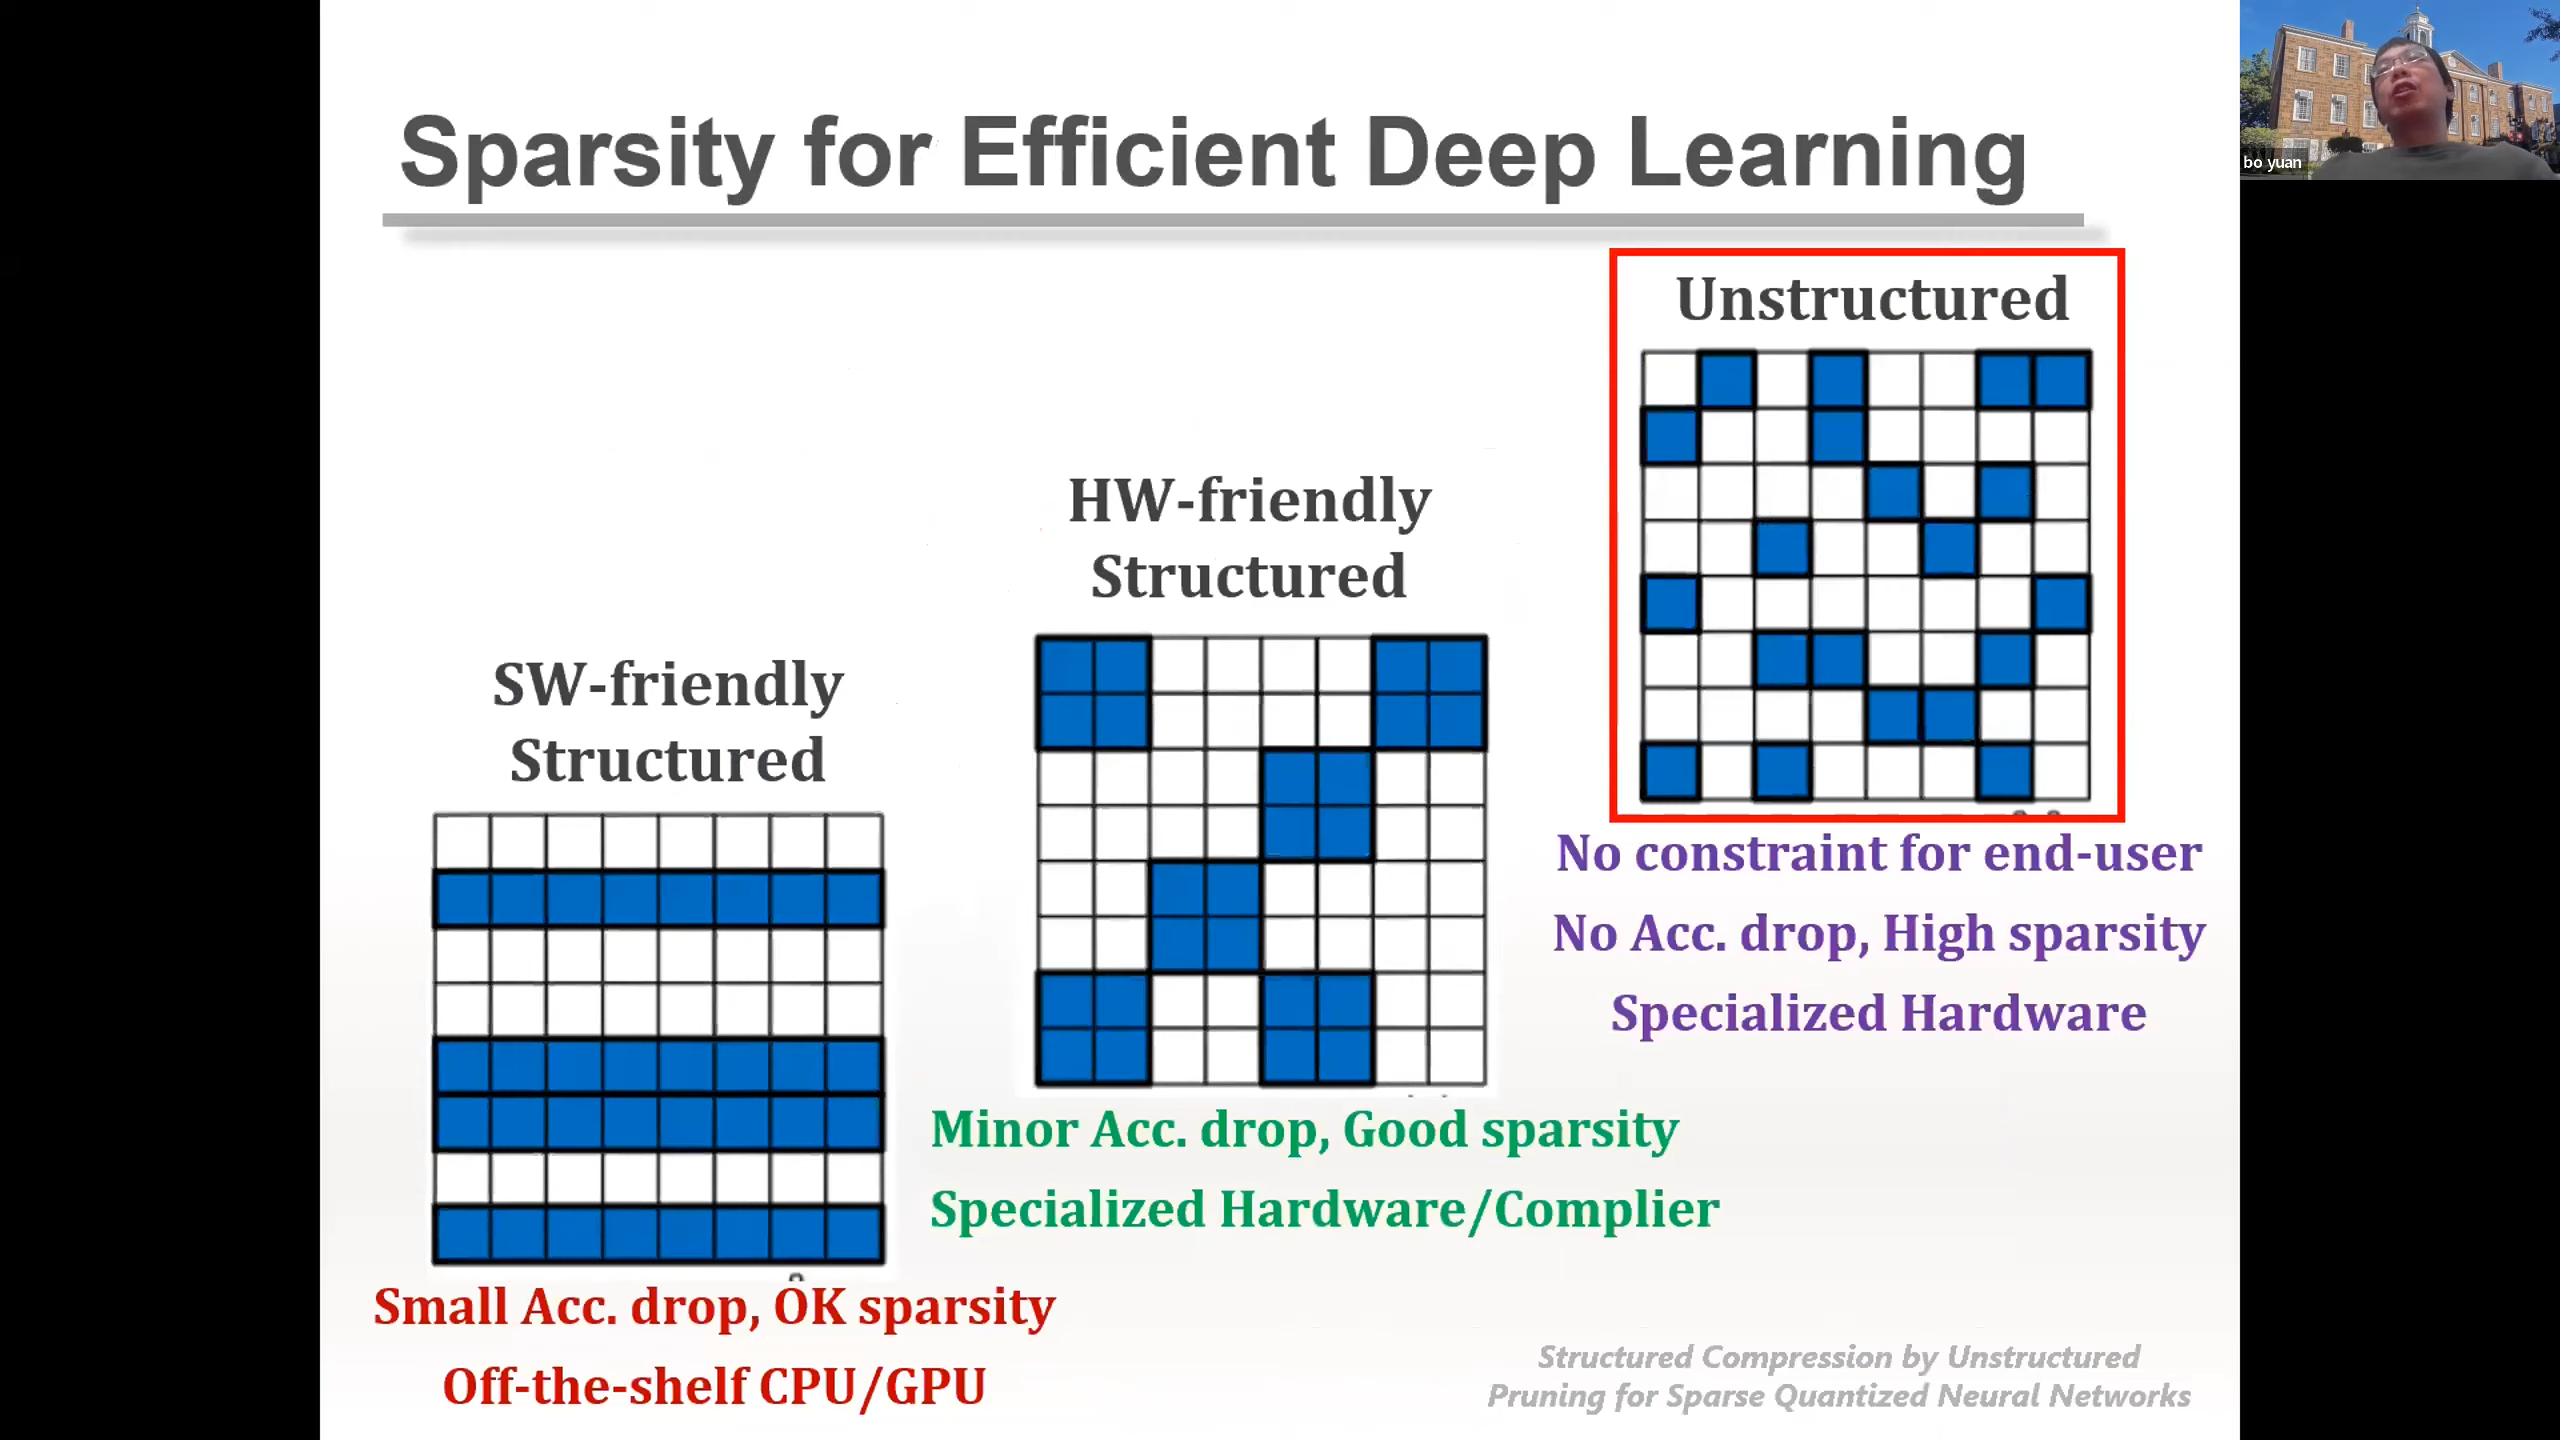 Sparsity for Efficient Deep Learning
bo yuan
Unstructured
No constraint for end-user
No Acc. drop, High sparsity
Specialized Hardware
HW-friendly
Structured
Minor Acc. drop, Good sparsity
Specialized Hardware/Complier
SW-friendly
Structured
Small Acc. drop, OK sparsity
Off-the-shelf CPU/GPU
Structured Compression by Unstructured
Pruning for Sparse Quantized Neural Networks